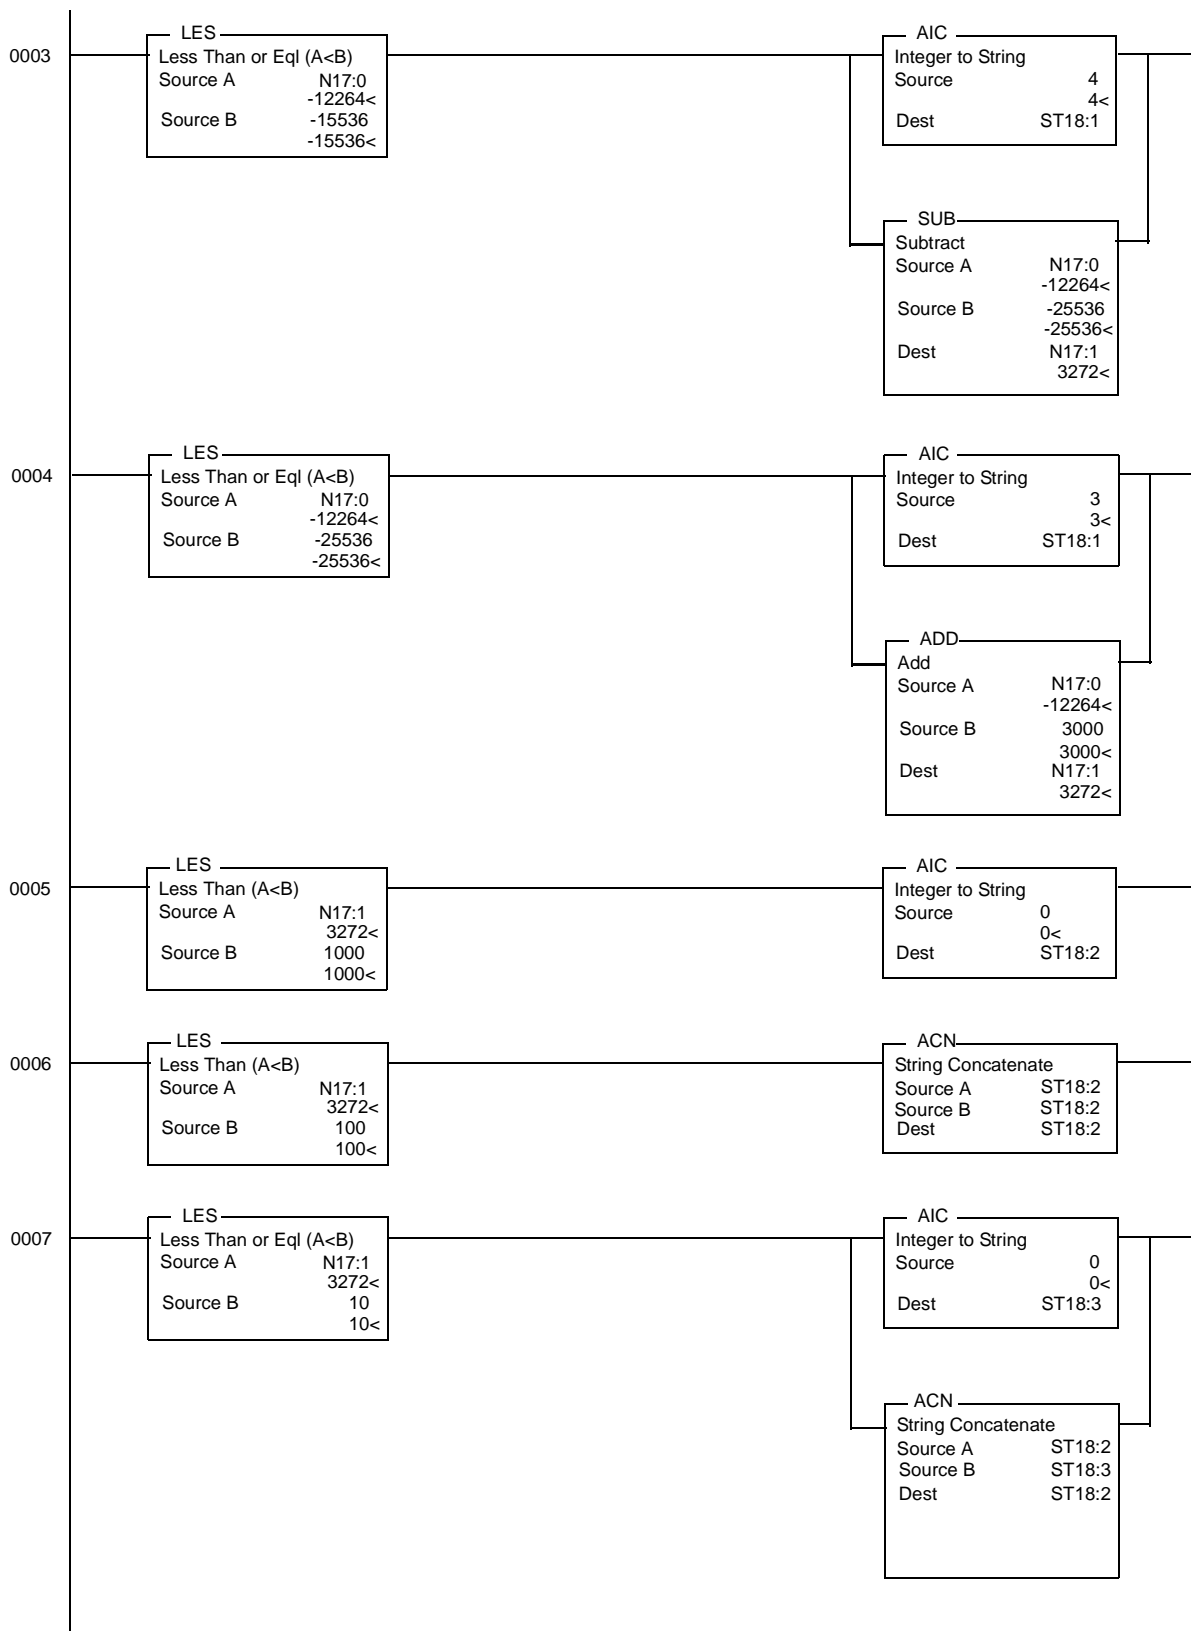 LES
AIC
0003
Less Than or Eql (A<B)
Integer to String
Source A N17:0
-12264<
Source B -15536
-15536<
Source 4
4<
Dest ST18:1
SUB
Subtract
Source A N17:0
-12264<
Source B -25536
-25536<
Dest N17:1
3272<
LES
AIC
0004
Less Than or Eql (A<B)
Integer to String
Source A N17:0
-12264<
Source B -25536
-25536<
Source 3
3<
Dest ST18:1
ADD
Add
Source A N17:0
-12264<
Source B 3000
3000<
Dest N17:1
3272<
LES
AIC
0005
Less Than (A<B)
Integer to String
Source A N17:1
3272<
Source B 1000
1000<
Source 0
0<
Dest ST18:2
LES
ACN
0006
Less Than (A<B)
String Concatenate
Source A N17:1
3272<
Source B 100
100<
Source A ST18:2
Source B ST18:2
Dest ST18:2
LES
AIC
0007
Less Than or Eql (A<B)
Integer to String
Source A N17:1
3272<
Source B 10
10<
Source 0
0<
Dest ST18:3
ACN
String Concatenate
Source A ST18:2
Source B ST18:3
Dest ST18:2